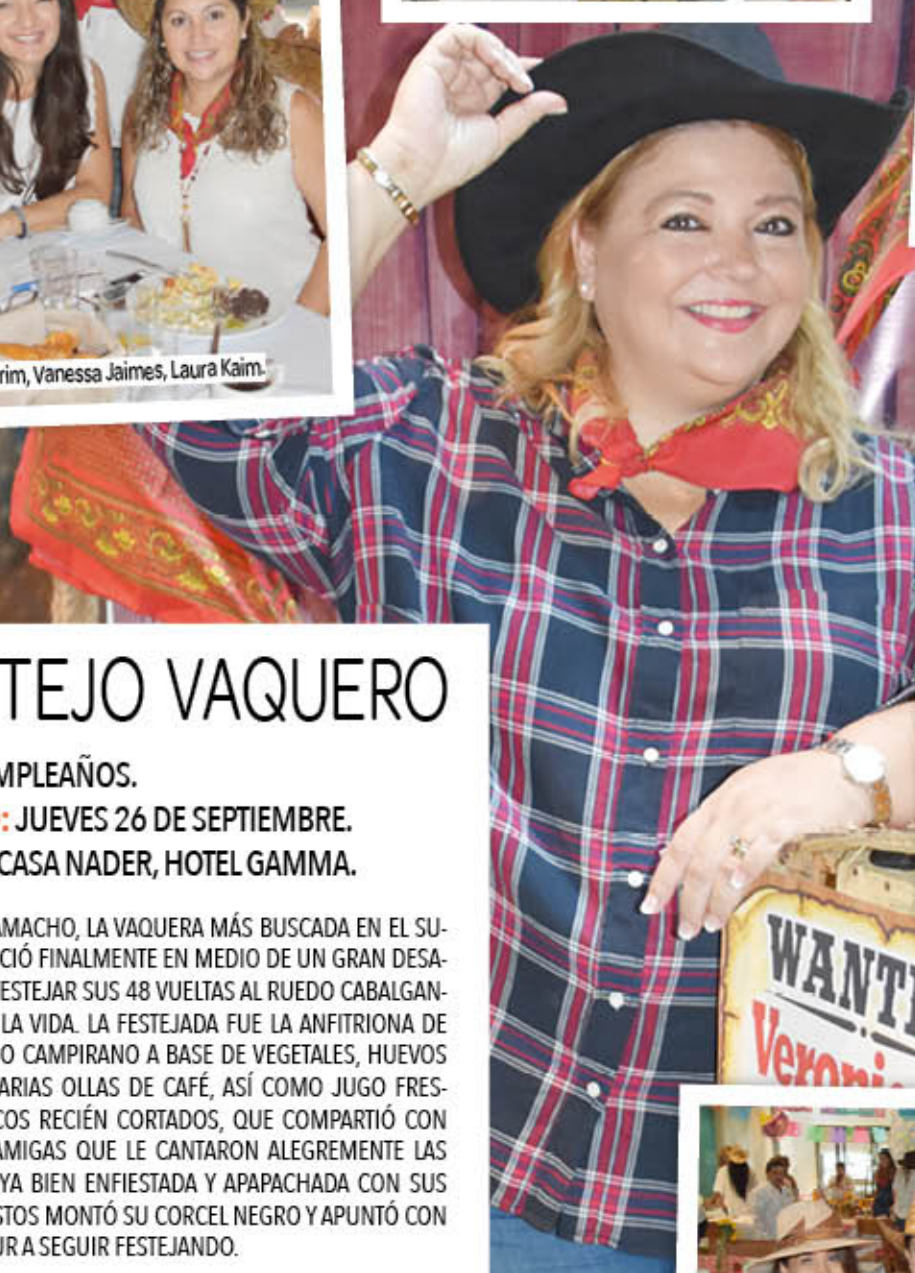 rim, Vanessa Jaimes, Laura Kaim.
TEJO VAQUERO
MPLEAÑOS.
: JUEVES 26 DE SEPTIEMBRE.
CASA NADER, HOTEL GAMMA.
AMACHO, LA VAQUERA MÁS BUSCADA EN EL SU-
CIÓ FINALMENTE EN MEDIO DE UN GRAN DESA-
ESTEJAR SUS 48 VUELTAS AL RUEDO CABALGAN-
LA VIDA. LA FESTEJADA FUE LA ANFITRIONA DE
O CAMPIRANO A BASE DE VEGETALES, HUEVOS
ARIAS OLLAS DE CAFÉ, ASÍ COMO JUGO FRES-
COS RECIÉN CORTADOS, QUE COMPARTIÓ CON
AMIGAS QUE LE CANTARON ALEGREMENTE LAS
YA BIEN ENFIESTADA Y APAPACHADA CON SUS
STOS MONTÓ SU CORCEL NEGRO Y APUNTÓ CON
UR A SEGUIR FESTEJANDO.
WANTE
Veroni